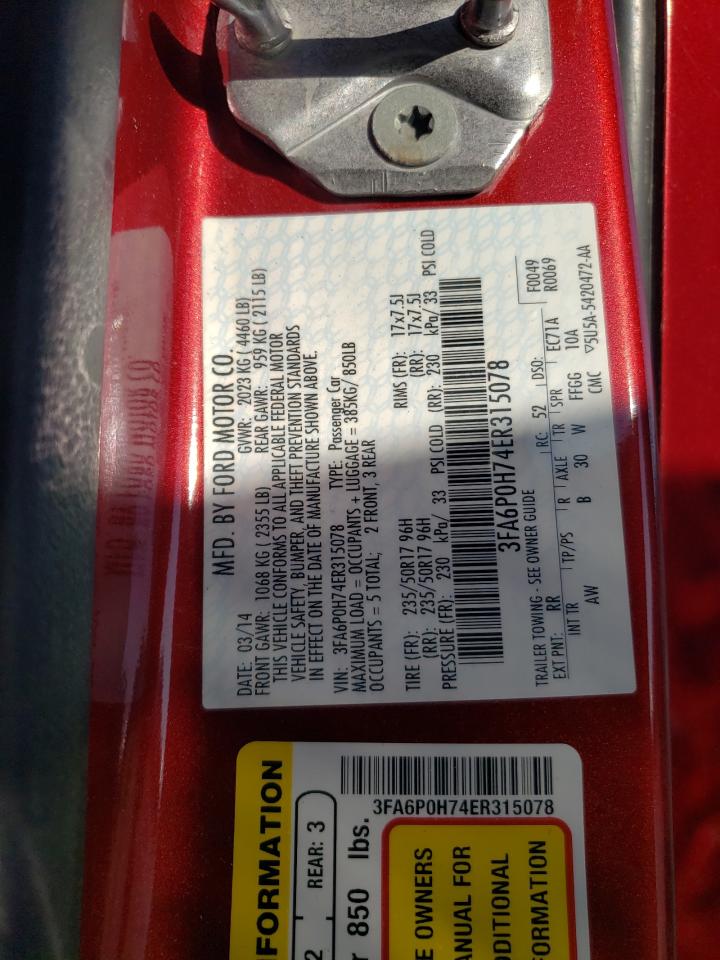 MFD. BY FORD MOTOR CO.
DATE: 03/14 GVWR: 2023 KG ( 4460 LB)
FRONT GAWR: 1068 KG ( 2355 LB) REAR GAWR: 959 KG ( 2115 LB)
THIS VEHICLE CONFORMS TO ALL APPLICABLE FEDERAL MOTOR
VEHICLE SAFETY, BUMPER, AND THEFT PREVENTION STANDARDS
IN EFFECT ON THE DATE OF MANUFACTURE SHOWN ABOVE.
VIN: 3FA6P0H74ER315078 TYPE: Passenger Car
MAXIMUM LOAD = OCCUPANTS + LUGGAGE = 385KG/ 850LB
OCCUPANTS = 5 TOTAL; 2 FRONT, 3 REAR
TIRE (FR): 235/50R17 96H RIMS (FR): 17x7.5J
(RR): 235/50R17 96H (RR): 17x7.5J
PRESSURE (FR): 230 kPa/ 33 PSI COLD (RR): 230 kPa/ 33 PSI COLD
3FA6P0H74ER315078
TRAILER TOWING - SEE OWNER GUIDE F0049
EXT PNT: RR RC: 52 DSO: R0069
INT TR TP/PS R AXLE TR SPR EC71A
AW B 30 W FFGG 10A
CMC ▽5U5A-5420472-AA
FORMATION
2 REAR: 3
r 850 lbs.
3FA6P0H74ER315078
E OWNERS
ANUAL FOR
DDITIONAL
FORMATION